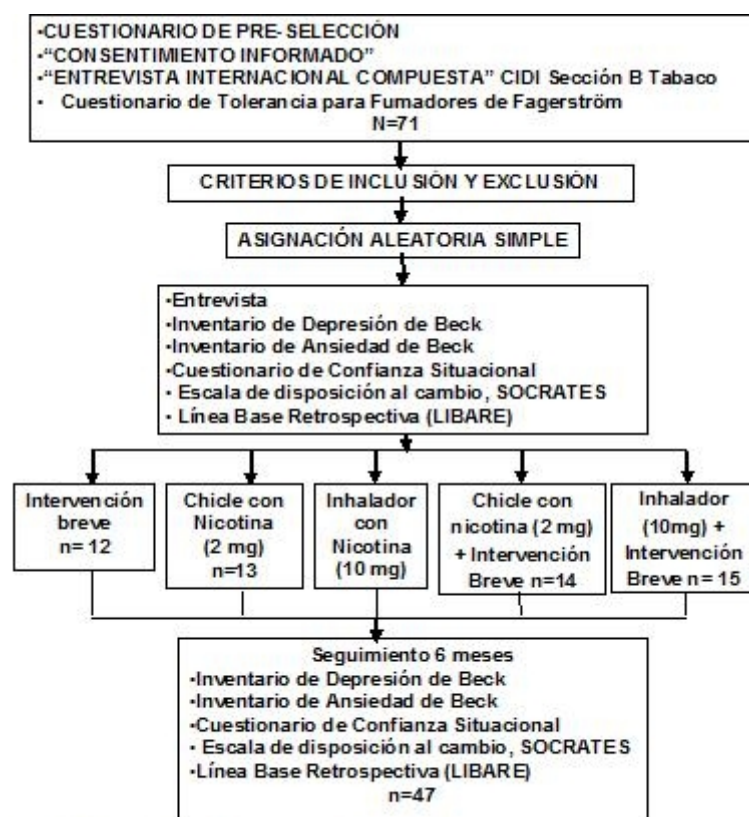 •CUESTIONARIO DE PRE-SELECCIÓN
•“CONSENTIMIENTO INFORMADO”
•“ENTREVISTA INTERNACIONAL COMPUESTA” CIDI Sección B Tabaco
• Cuestionario de Tolerancia para Fumadores de Fagerström
N=71
CRITERIOS DE INCLUSIÓN Y EXCLUSIÓN
ASIGNACIÓN ALEATORIA SIMPLE
•Entrevista
•Inventario de Depresión de Beck
•Inventario de Ansiedad de Beck
•Cuestionario de Confianza Situacional
• Escala de disposición al cambio, SOCRATES
• Línea Base Retrospectiva (LIBARE)
Intervención
breve
n= 12
Chicle con
Nicotina
(2 mg)
n=13
Inhalador
con
Nicotina
(10 mg)
Chicle con
nicotina (2 mg)
+ Intervención
Breve n=14
Inhalador
(10mg) +
Intervención
Breve n= 15
Seguimiento 6 meses
•Inventario de Depresión de Beck
•Inventario de Ansiedad de Beck
•Cuestionario de Confianza Situacional
• Escala de disposición al cambio, SOCRATES
•Línea Base Retrospectiva (LIBARE)
n=47